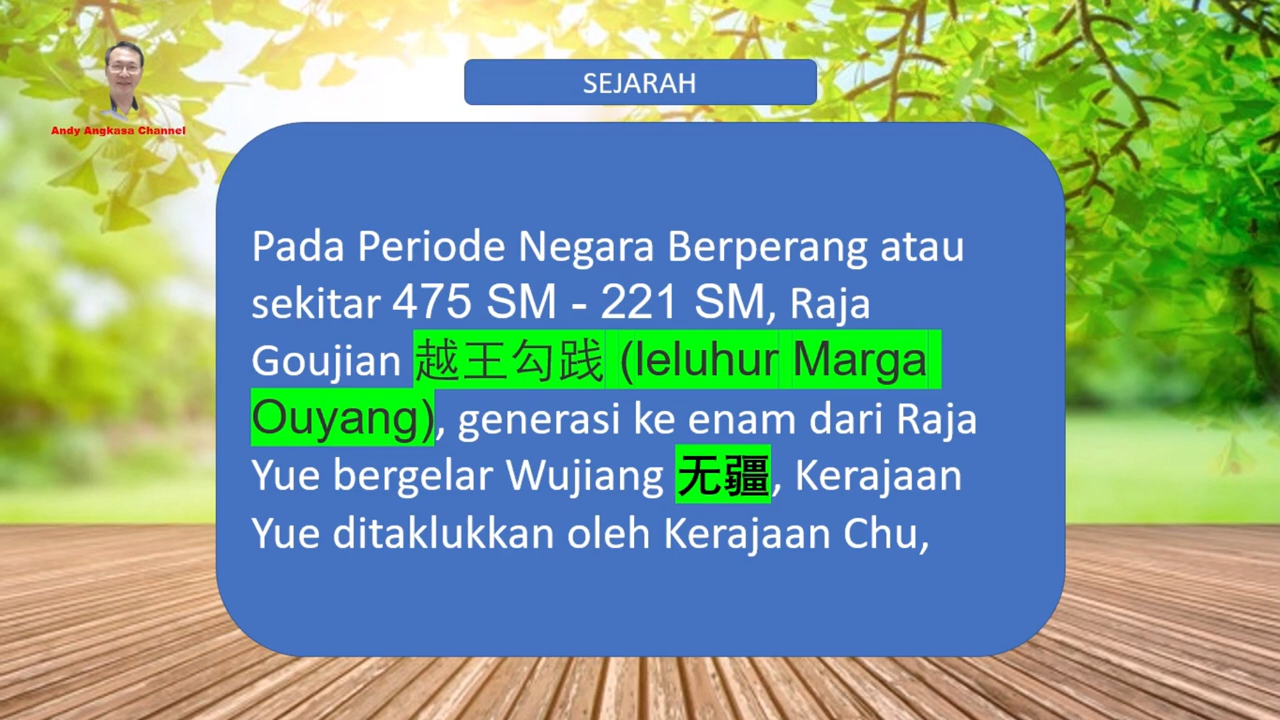 Andy Angkasa Channel
SEJARAH
Pada Periode Negara Berperang atau
sekitar 475 SM - 221 SM, Raja
Goujian 越王勾践 (leluhur Marga
Ouyang), generasi ke enam dari Raja
Yue bergelar Wujiang 无疆, Kerajaan
Yue ditaklukkan oleh Kerajaan Chu,